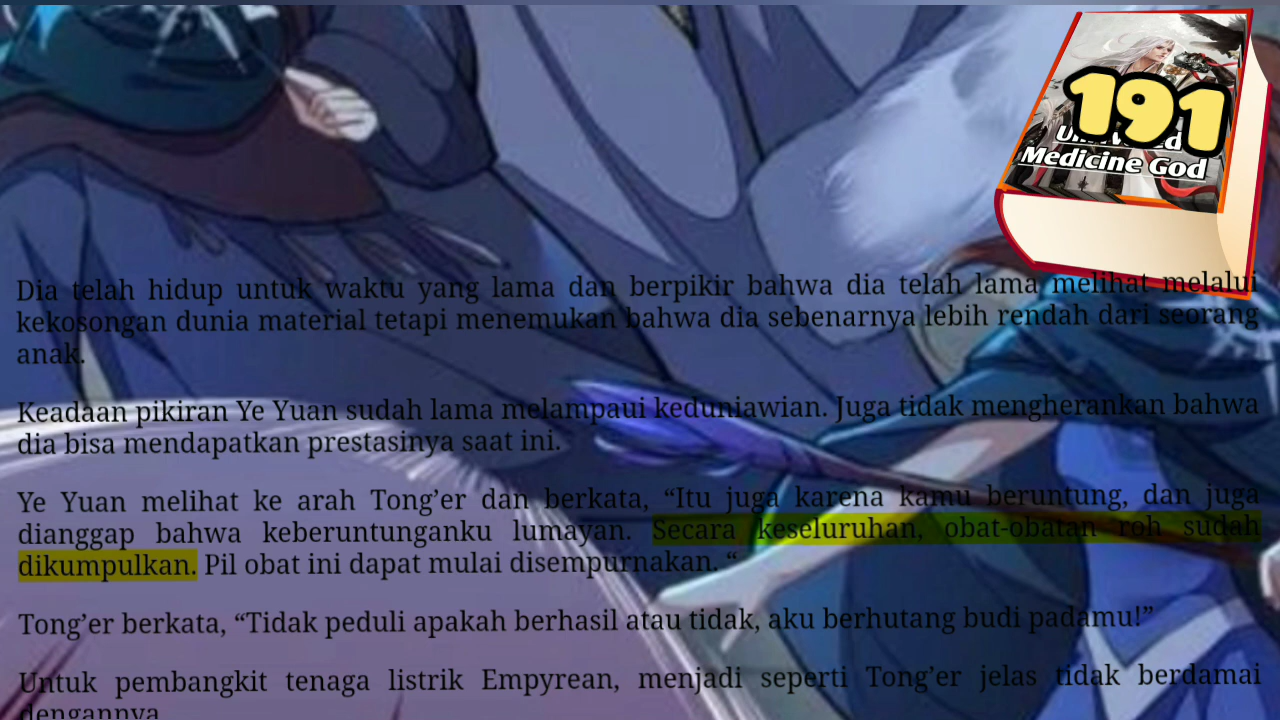 191
Medicine God
Dia telah hidup untuk waktu yang lama dan berpikir bahwa dia telah lama melihat melalui
kekosongan dunia material tetapi menemukan bahwa dia sebenarnya lebih rendah dari seorang
anak.
Keadaan pikiran Ye Yuan sudah lama melampaui keduniawian. Juga tidak mengherankan bahwa
dia bisa mendapatkan prestasinya saat ini.
Ye Yuan melihat ke arah Tong’er dan berkata, “Itu juga karena kamu beruntung, dan juga
dianggap bahwa keberuntunganku lumayan. Secara keseluruhan, obat-obatan roh sudah
dikumpulkan. Pil obat ini dapat mulai disempurnakan. “
Tong’er berkata, “Tidak peduli apakah berhasil atau tidak, aku berhutang budi padamu!”
Untuk pembangkit tenaga listrik Empyrean, menjadi seperti Tong’er jelas tidak berdamai
dengannya